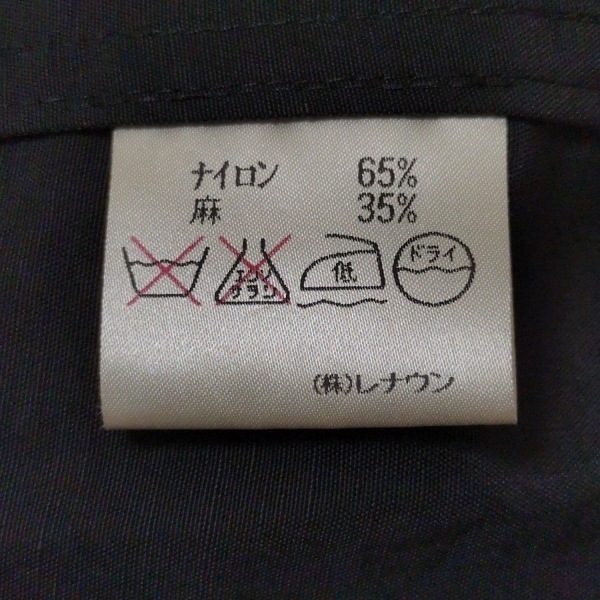 ナイロン 65%
麻 35%
エンソ
サラシ
低
ドライ
(株)レナウン